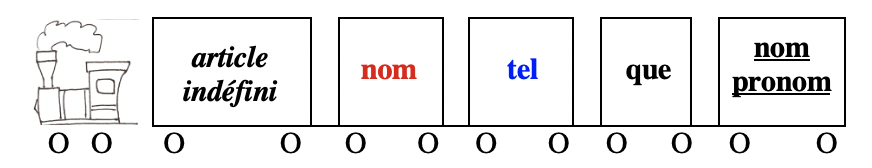 article indéfini
nom
tel
que
nom pronom
O O O O O O O O O O O O